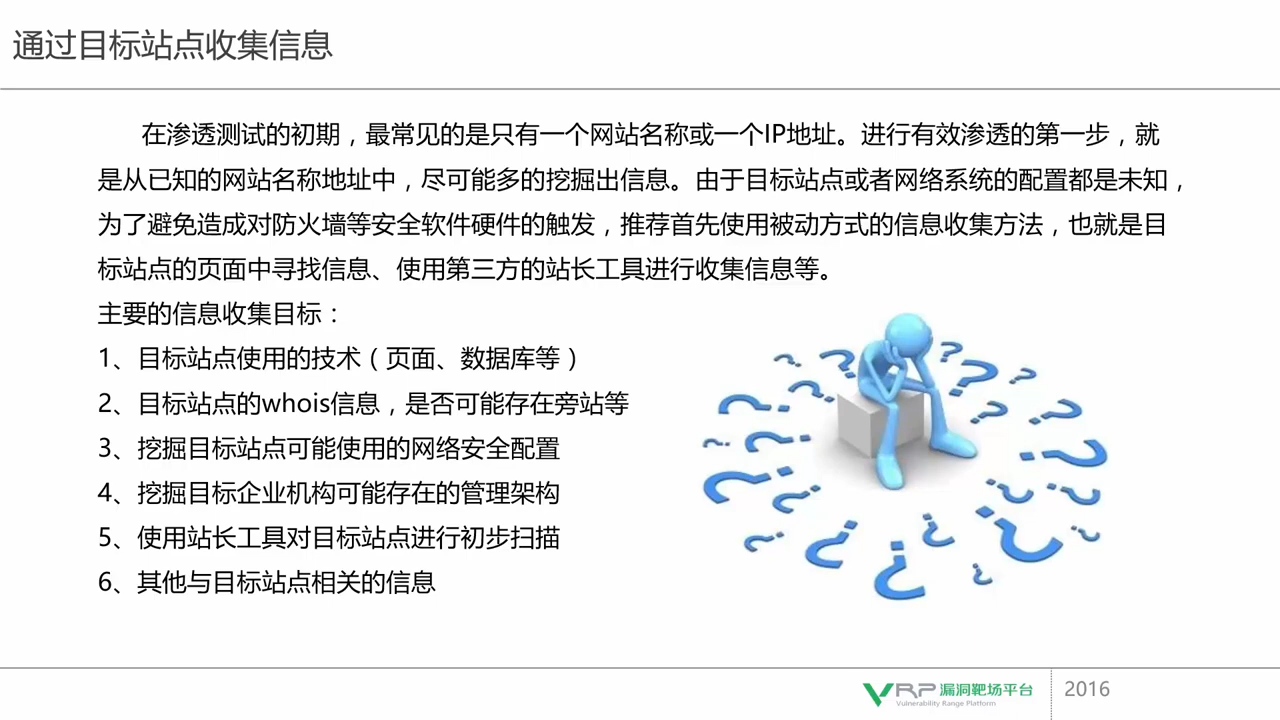 通过目标站点收集信息
在渗透测试的初期，最常见的是只有一个网站名称或一个IP地址。进行有效渗透的第一步，就
是从已知的网站名称地址中，尽可能多的挖掘出信息。由于目标站点或者网络系统的配置都是未知，
为了避免造成对防火墙等安全软件硬件的触发，推荐首先使用被动方式的信息收集方法，也就是目
标站点的页面中寻找信息、使用第三方的站长工具进行收集信息等。
主要的信息收集目标：
1、目标站点使用的技术（页面、数据库等）
2、目标站点的whois信息，是否可能存在旁站等
3、挖掘目标站点可能使用的网络安全配置
4、挖掘目标企业机构可能存在的管理架构
5、使用站长工具对目标站点进行初步扫描
6、其他与目标站点相关的信息
VRP 漏洞靶场平台
Vulnerability Range Platform
2016